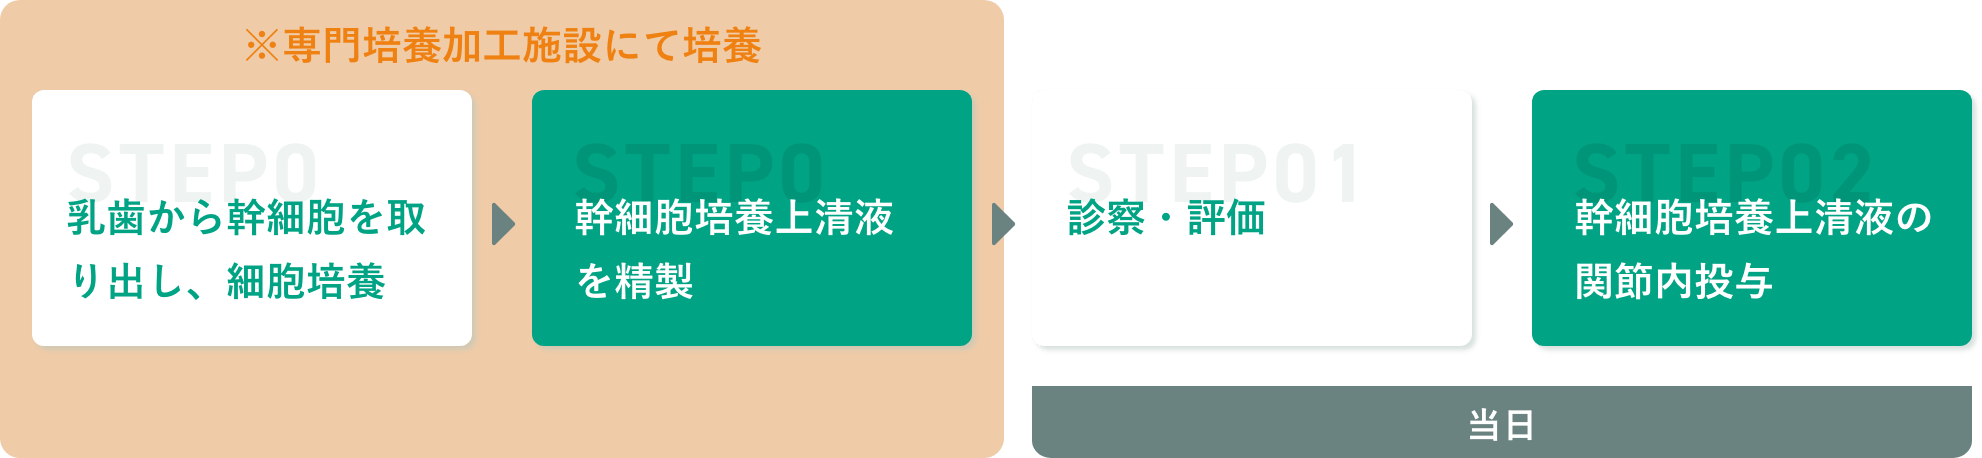 ※専門培養加工施設にて培養
STEP0
乳歯から幹細胞を取
り出し、細胞培養
STEP0
幹細胞培養上清液
を精製
STEP01
診察・評価
STEP02
幹細胞培養上清液の
関節内投与
当日